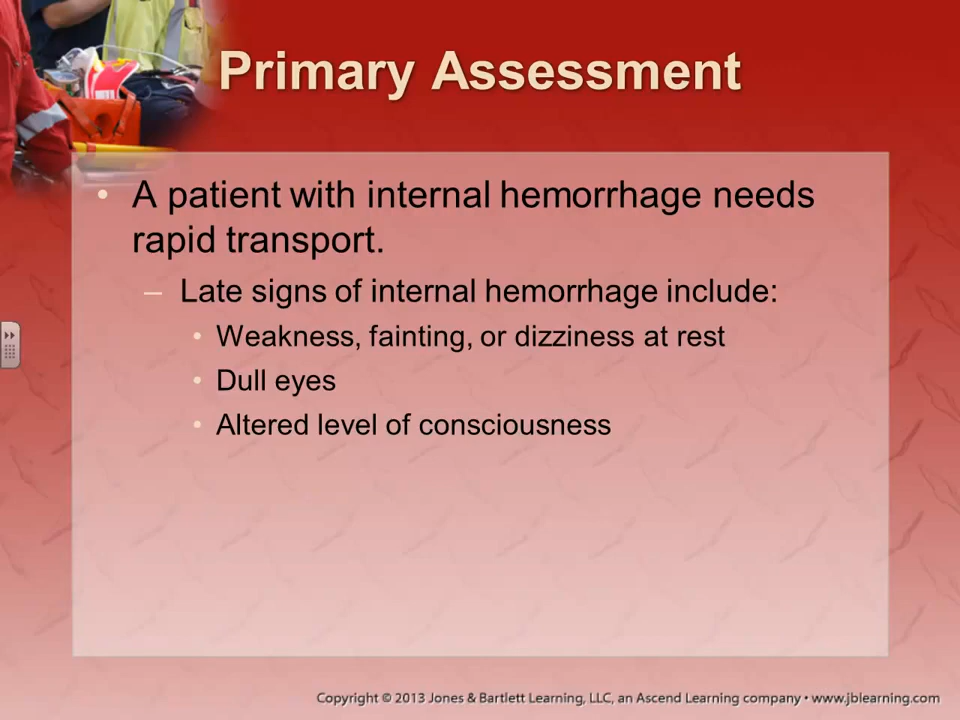 Primary Assessment
• A patient with internal hemorrhage needs
rapid transport.
– Late signs of internal hemorrhage include:
• Weakness, fainting, or dizziness at rest
• Dull eyes
• Altered level of consciousness
Copyright © 2013 Jones & Bartlett Learning, LLC, an Ascend Learning company • www.jblearning.com